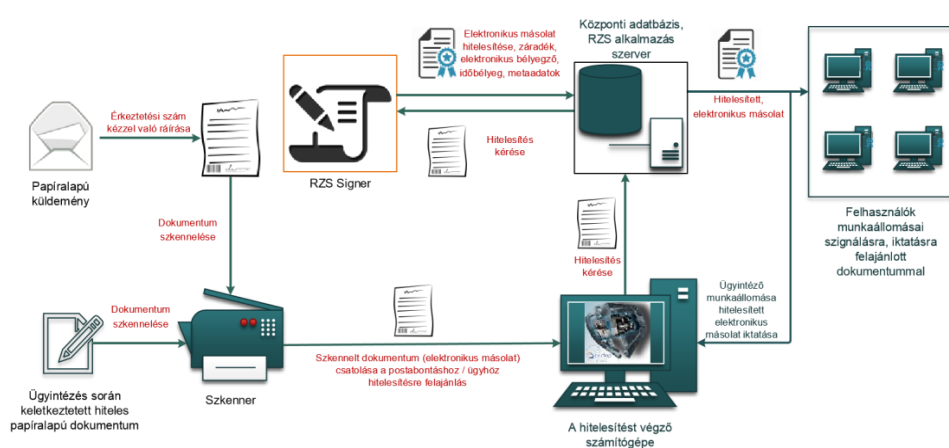 Elektronikus másolat
hitelesítése, záradék,
elektronikus bélyegző,
időbélyeg, metaadatok
Központi adatbázis,
RZS alkalmazás
szerver
Érkeztetési szám
kézzel való ráírása
Hitelesített,
elektronikus másolat
Hitelesítés
kérése
RZS Signer
Papíralapú
küldemény
Felhasználók
munkaállomásai
szignálásra, iktatásra
felajánlott
dokumentummal
Dokumentum
szkennelése
Hitelesítés
kérése
Ügyintéző
munkaállomása
hitelesített
elektronikus
másolat iktatása
Dokumentum
szkennelése
Szkennelt dokumentum (elektronikus másolat)
csatolása a postabontáshoz / ügyhöz
hitelesítésre felajánlás
Szkenner
Ügyintézés során
keletkeztetett hiteles
papíralapú dokumentum
A hitelesítést végző
számítógépe